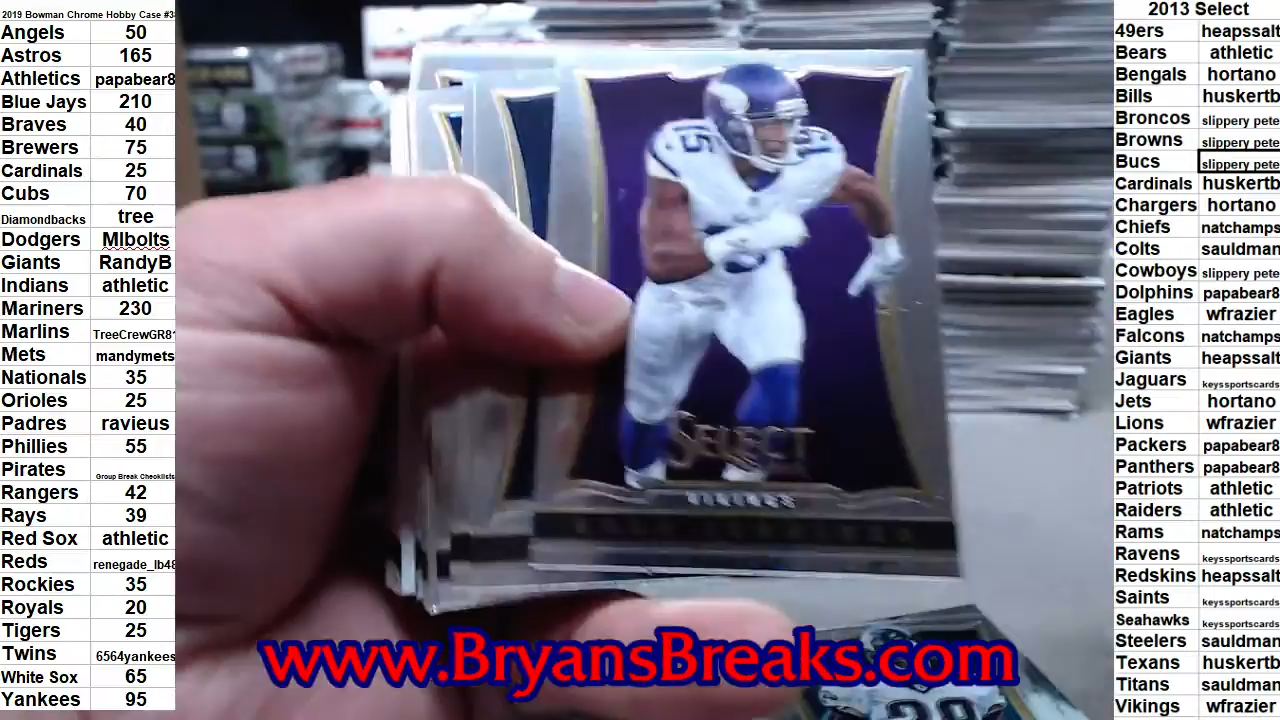 2019 Bowman Chrome Hobby Case #3
Angels 50
Astros 165
Athletics papabear8
Blue Jays 210
Braves 40
Brewers 75
Cardinals 25
Cubs 70
Diamondbacks tree
Dodgers Mlbolts
Giants RandyB
Indians athletic
Mariners 230
Marlins TreeCrewGR8
Mets mandymets
Nationals 35
Orioles 25
Padres ravieus
Phillies 55
Pirates Group Break Checklists
Rangers 42
Rays 39
Red Sox athletic
Reds renegade_lb48
Rockies 35
Royals 20
Tigers 25
Twins 6564yankees
White Sox 65
Yankees 95
SELECT
VIKINGS
www.BryansBreaks.com
2013 Select
49ers heapssalt
Bears athletic
Bengals hortano
Bills huskertb
Broncos slippery pete
Browns slippery pete
Bucs slippery pete
Cardinals huskertb
Chargers hortano
Chiefs natchamps
Colts sauldman
Cowboys slippery pete
Dolphins papabear8
Eagles wfrazier
Falcons natchamps
Giants heapssalt
Jaguars keyssportscards
Jets hortano
Lions wfrazier
Packers papabear8
Panthers papabear8
Patriots athletic
Raiders athletic
Rams natchamps
Ravens keyssportscards
Redskins heapssalt
Saints keyssportscards
Seahawks keyssportscards
Steelers sauldman
Texans huskertb
Titans sauldman
Vikings wfrazier